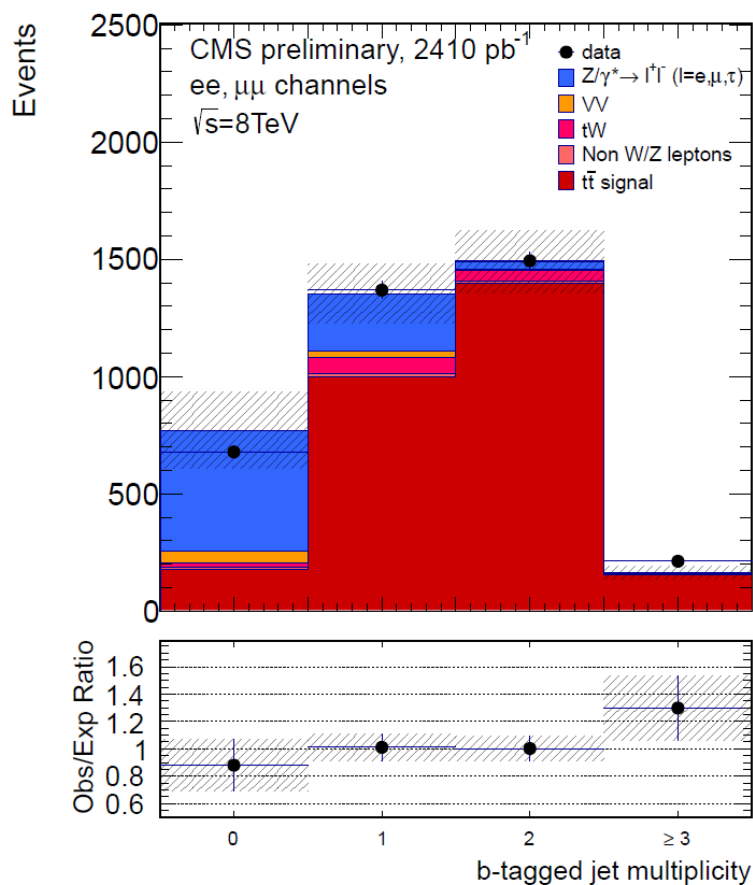 CMS preliminary, 2410 pb⁻¹
ee, μμ channels
√s=8TeV
data
Z/γ*→ l⁺l⁻ (l=e,μ,τ)
VV
tW
Non W/Z leptons
tt̄ signal
Events
2500
2000
1500
1000
500
0
Obs/Exp Ratio
1.6
1.4
1.2
1
0.8
0.6
0 1 2 ≥ 3
b-tagged jet multiplicity